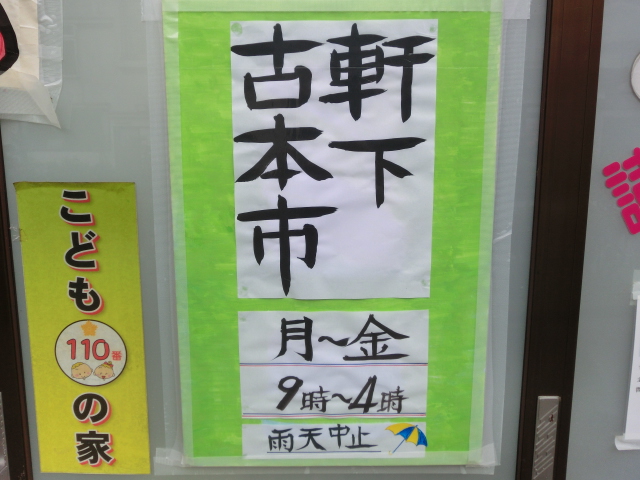 軒下
古本市
月〜金
9時〜4時
雨天中止
こども
110番
の家